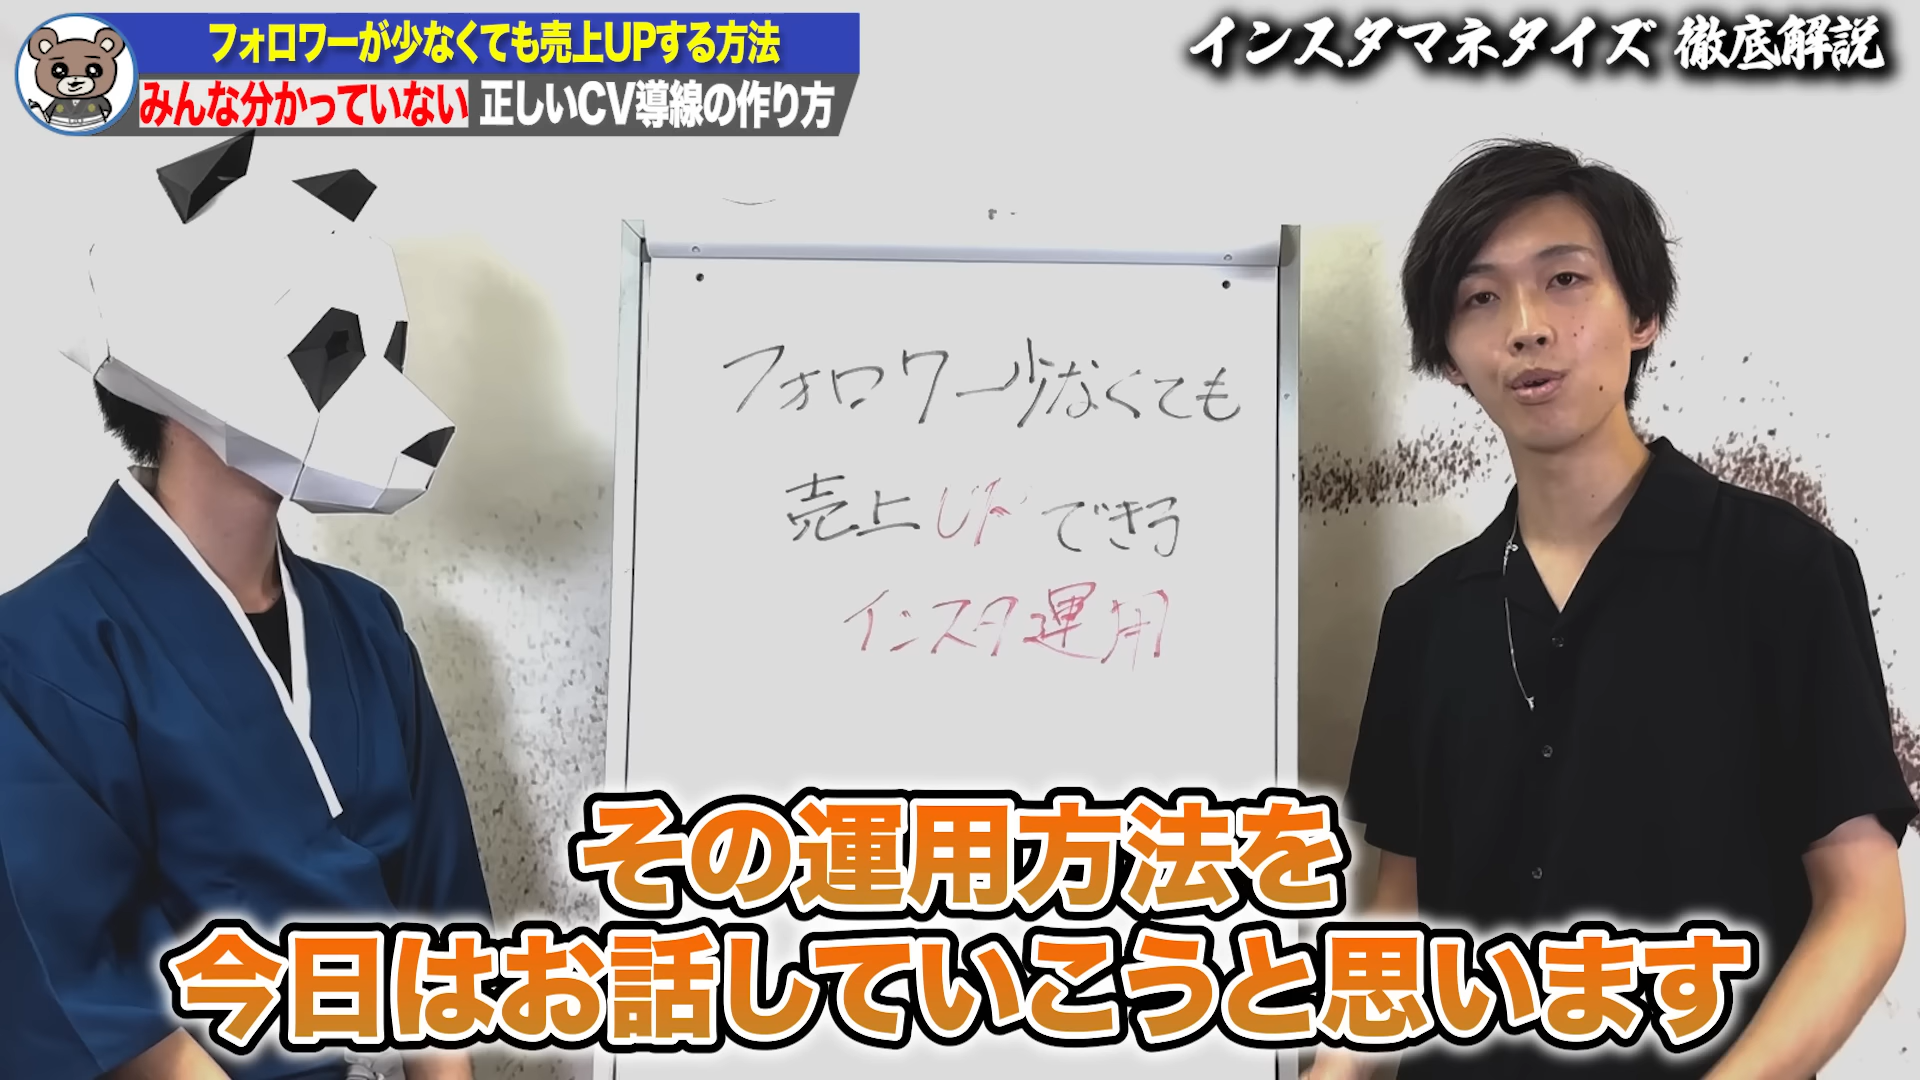 フォロワーが少なくても売上UPする方法
みんな分かっていない 正しいCV導線の作り方
インスタマネタイズ 徹底解説
フォロワー少なくても
売上UPできる
インスタ運用
その運用方法を
今日はお話していこうと思います